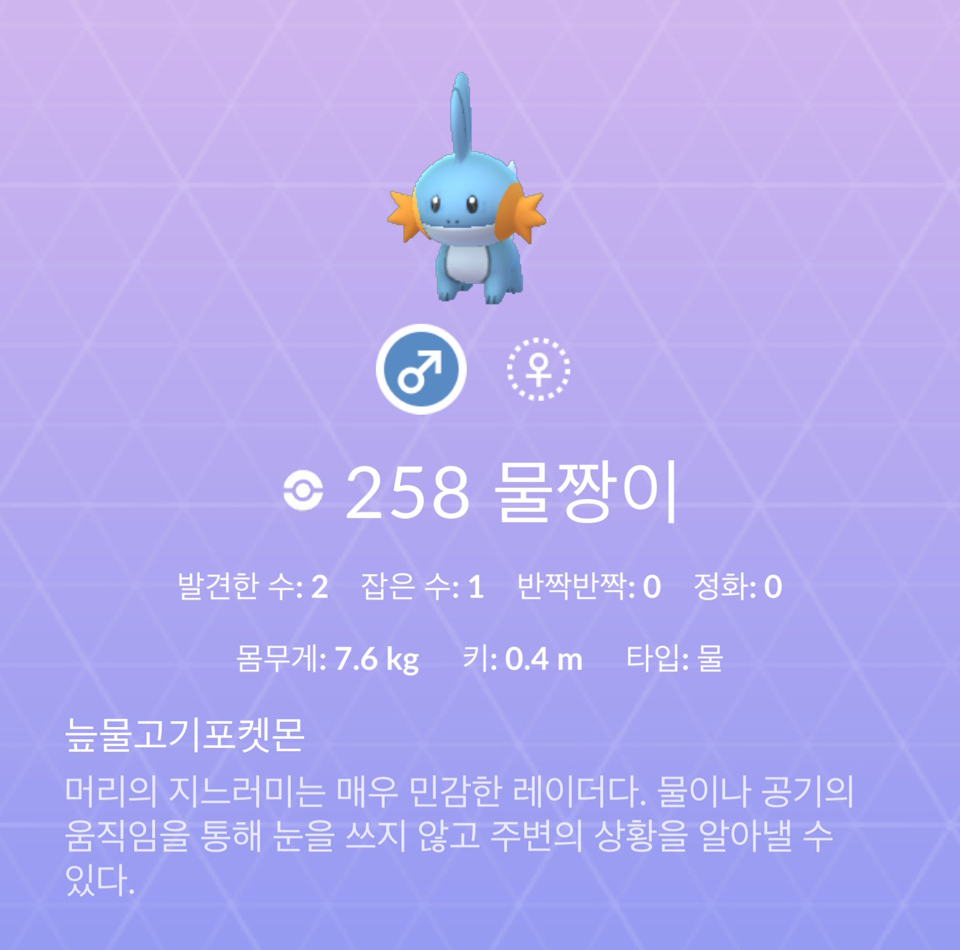 258 물짱이
발견한 수: 2 잡은 수: 1 반짝반짝: 0 정화: 0
몸무게: 7.6 kg 키: 0.4 m 타입: 물
늪물고기포켓몬
머리의 지느러미는 매우 민감한 레이더다. 물이나 공기의
움직임을 통해 눈을 쓰지 않고 주변의 상황을 알아낼 수
있다.